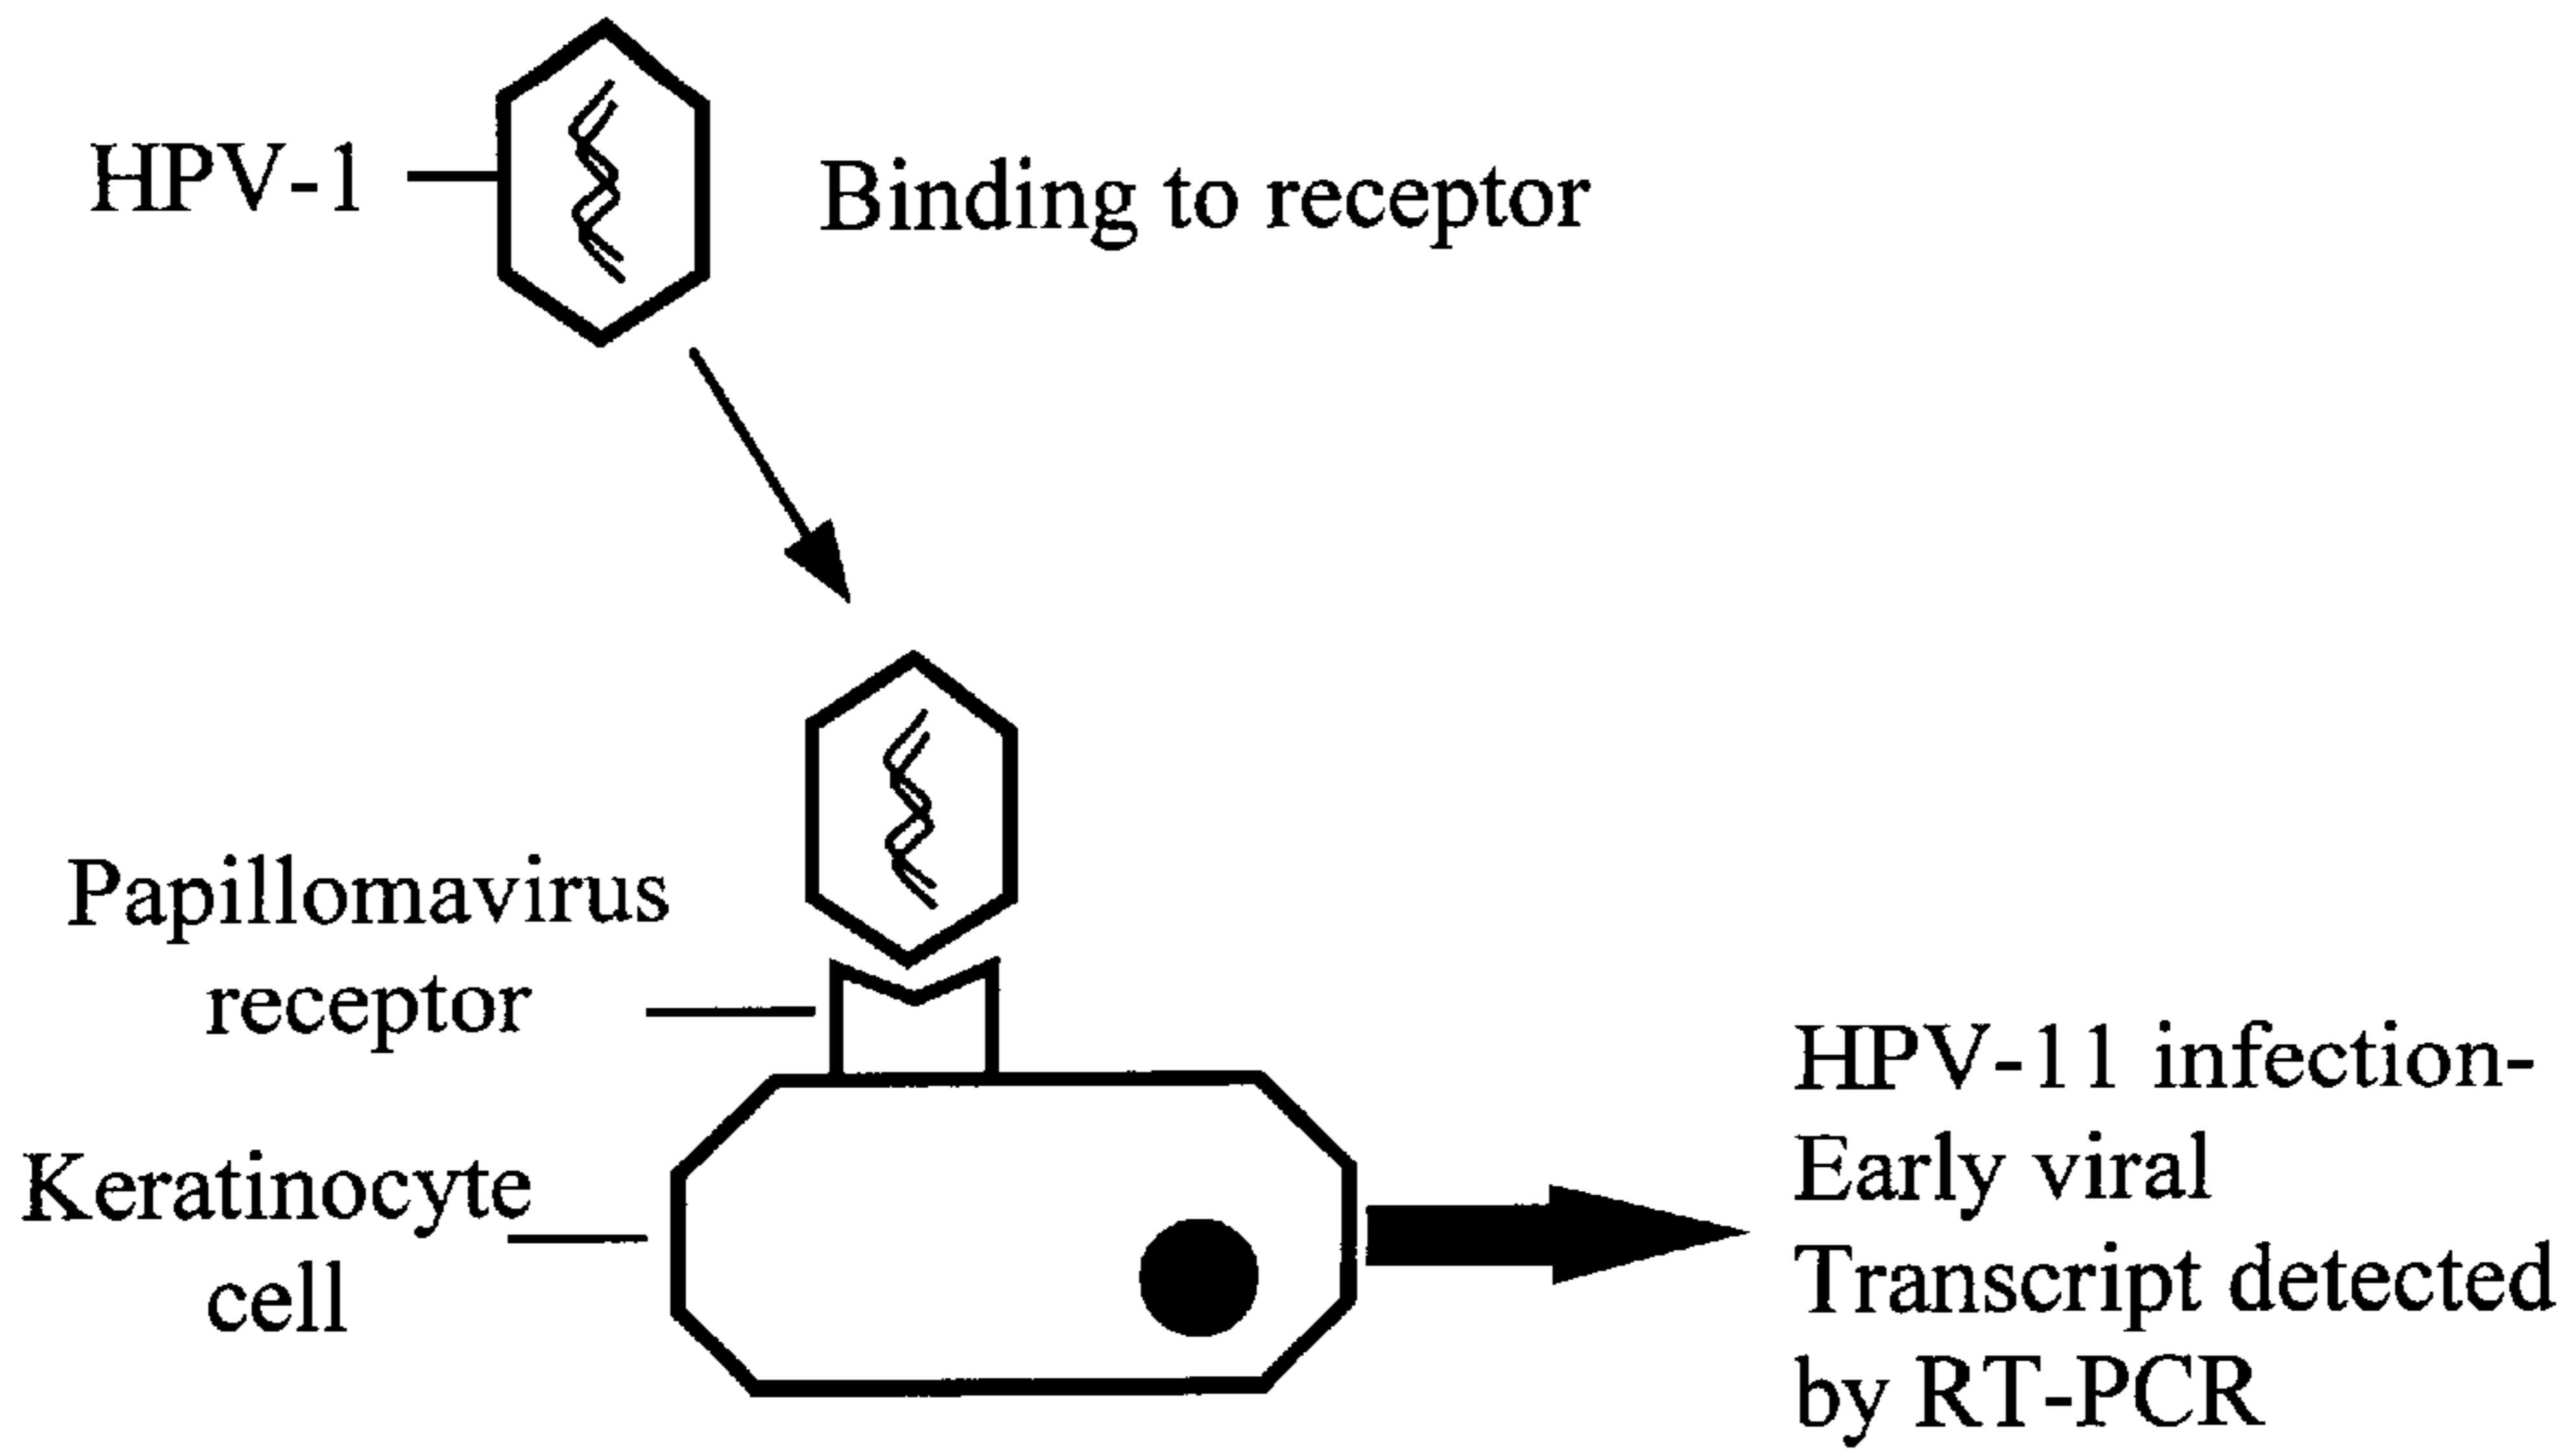 HPV-1
Binding to receptor
Papillomavirus
receptor
Keratinocyte
cell
HPV-11 infection-
Early viral
Transcript detected
by RT-PCR